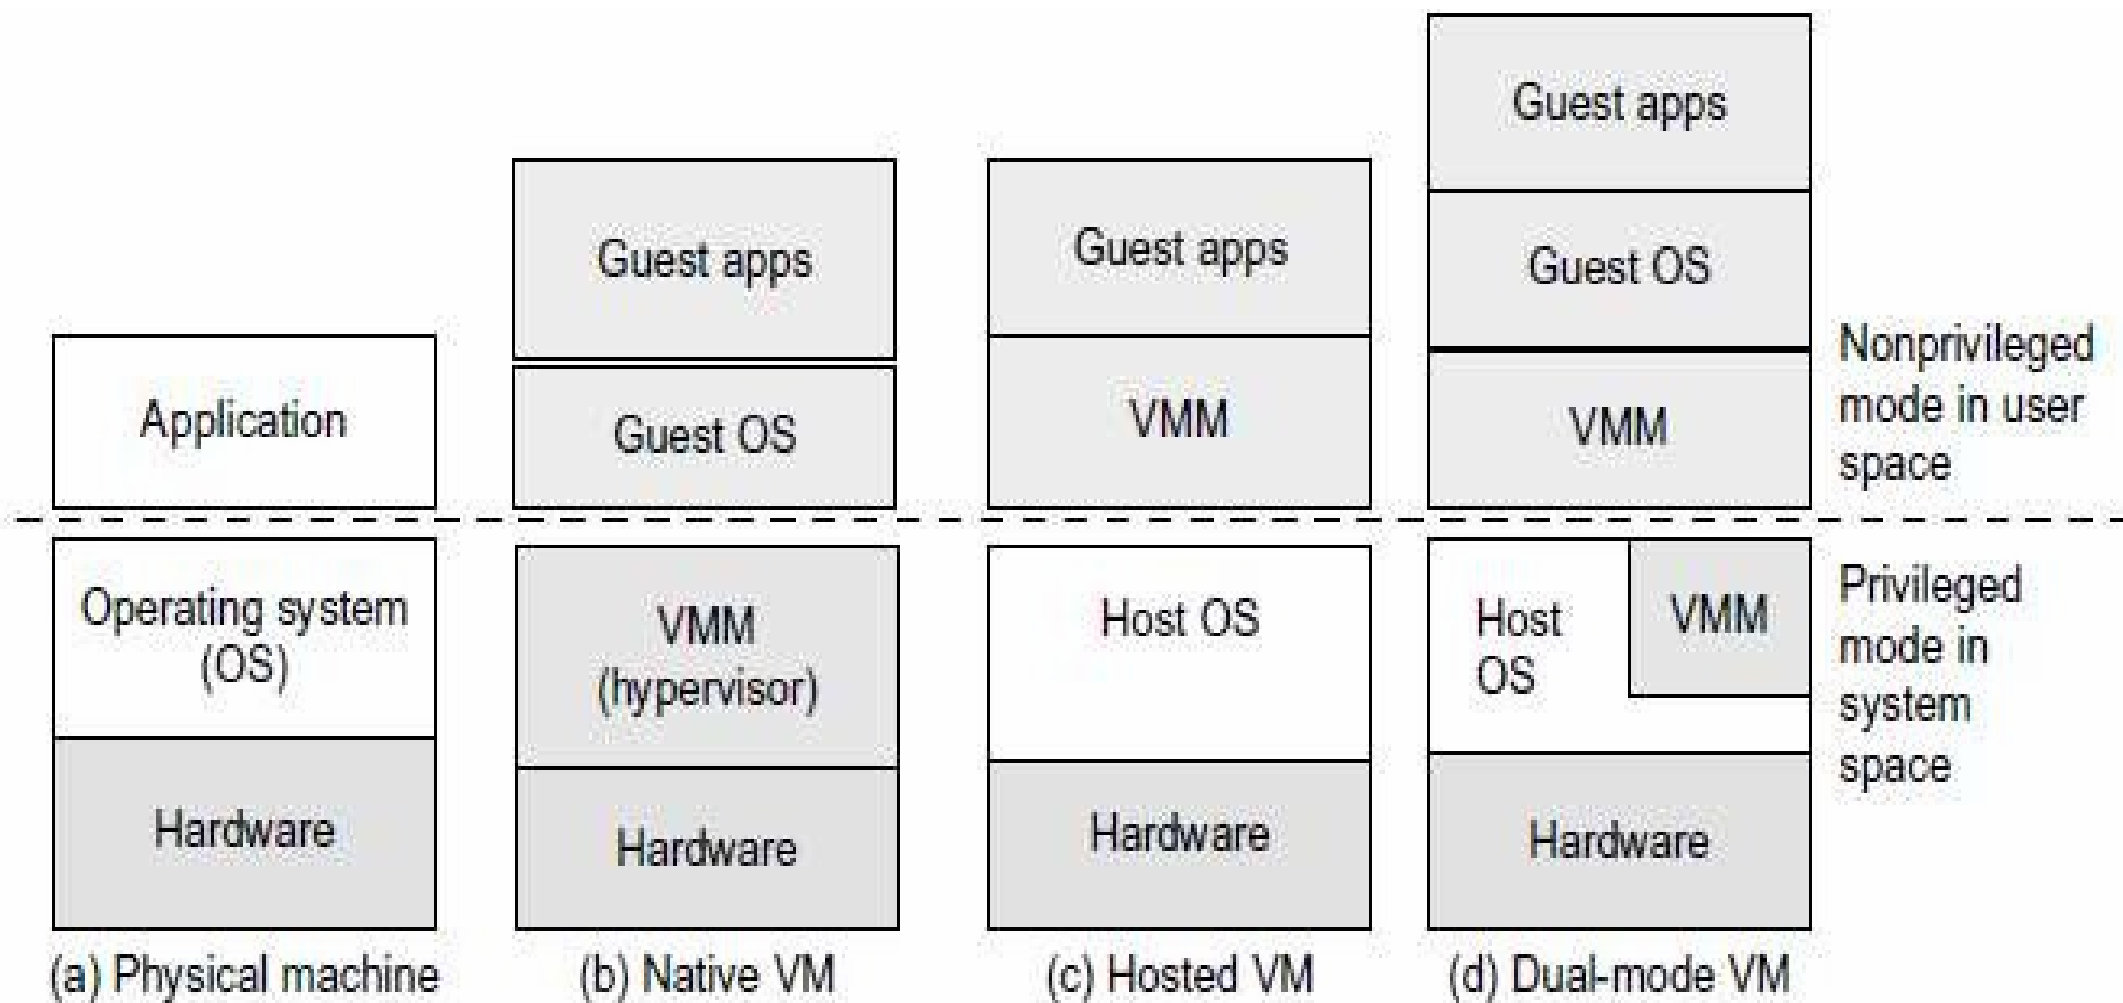 Application
Operating system
(OS)
Hardware
(a) Physical machine
Guest apps
Guest OS
VMM
(hypervisor)
Hardware
(b) Native VM
Guest apps
VMM
Host OS
Hardware
(c) Hosted VM
Guest apps
Guest OS
VMM
Host
OS
VMM
Hardware
(d) Dual-mode VM
Nonprivileged
mode in user
space
Privileged
mode in
system
space